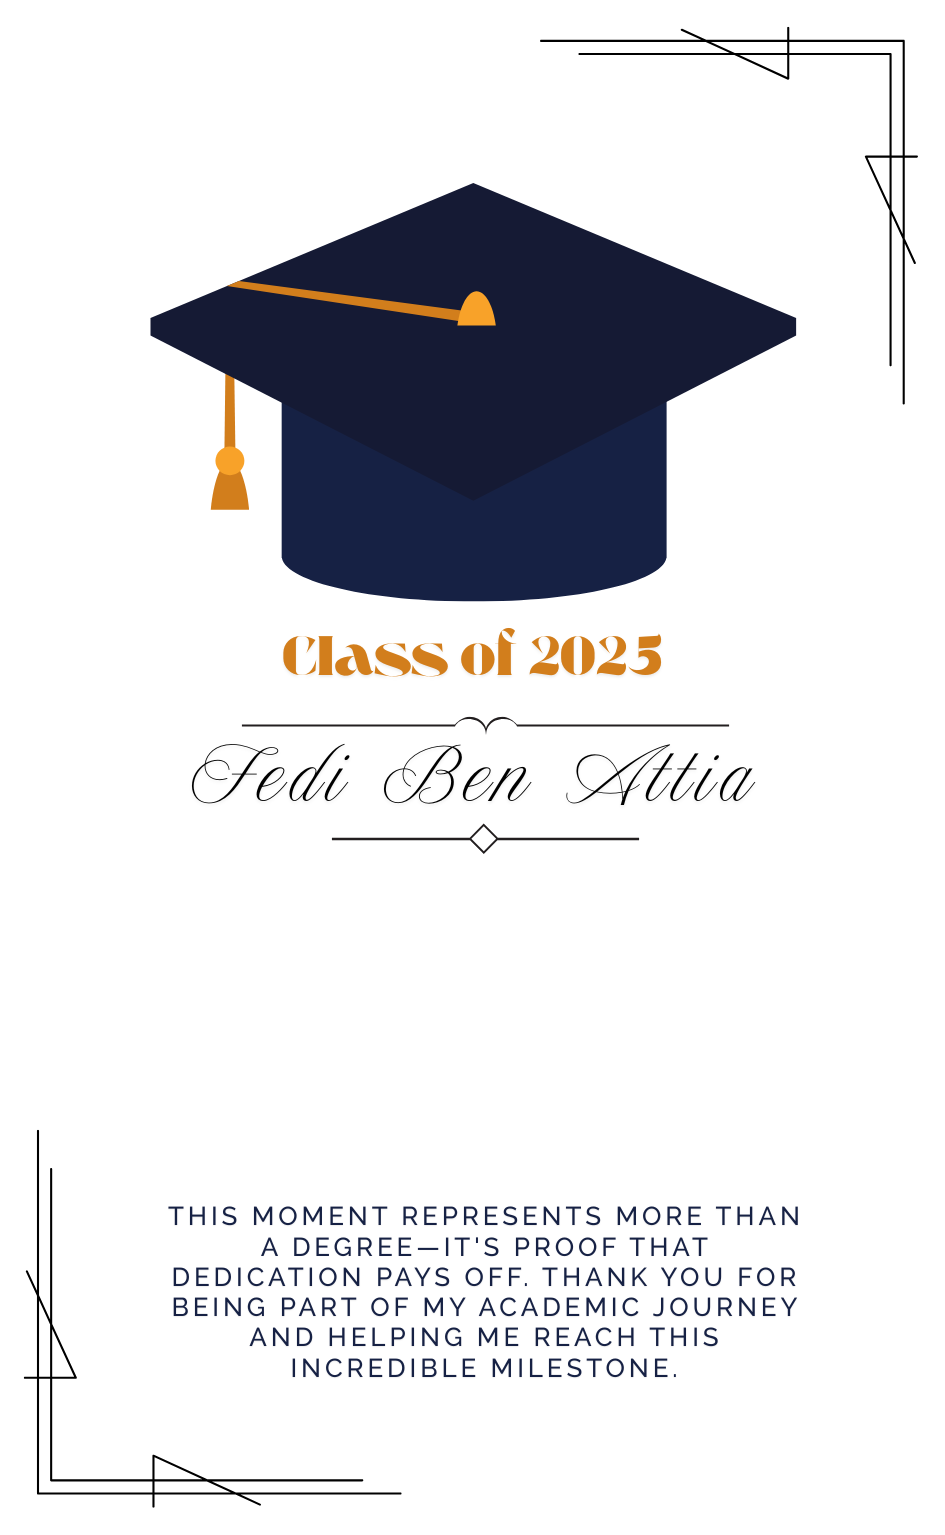 Class of 2025
Fedi Ben Attia
THIS MOMENT REPRESENTS MORE THAN
A DEGREE—IT'S PROOF THAT
DEDICATION PAYS OFF. THANK YOU FOR
BEING PART OF MY ACADEMIC JOURNEY
AND HELPING ME REACH THIS
INCREDIBLE MILESTONE.